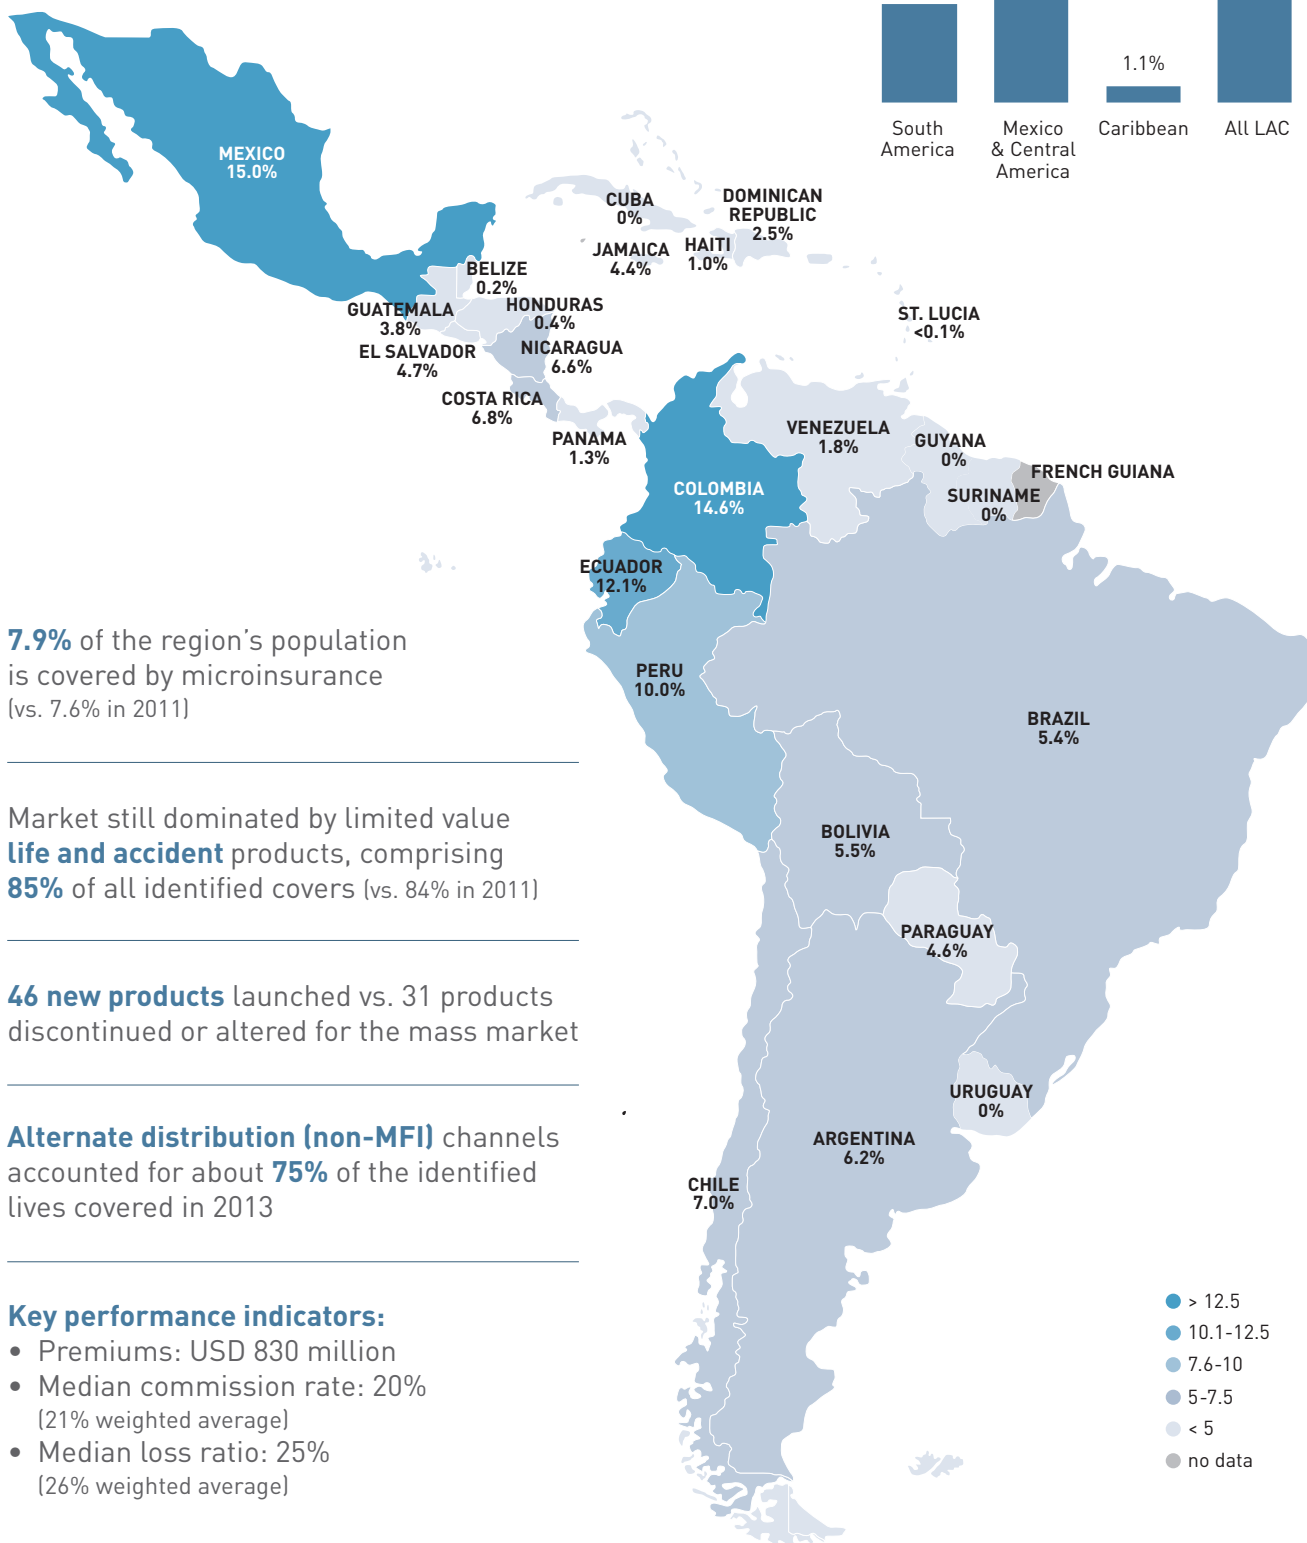 1.1%
South
America
Mexico
& Central
America
Caribbean
All LAC
MEXICO
15.0%
CUBA
0%
DOMINICAN
REPUBLIC
2.5%
JAMAICA
4.4%
HAITI
1.0%
BELIZE
0.2%
GUATEMALA
3.8%
HONDURAS
0.4%
ST. LUCIA
<0.1%
EL SALVADOR
4.7%
NICARAGUA
6.6%
COSTA RICA
6.8%
PANAMA
1.3%
VENEZUELA
1.8%
GUYANA
0%
FRENCH GUIANA
SURINAME
0%
COLOMBIA
14.6%
ECUADOR
12.1%
PERU
10.0%
BRAZIL
5.4%
BOLIVIA
5.5%
PARAGUAY
4.6%
URUGUAY
0%
ARGENTINA
6.2%
CHILE
7.0%
7.9% of the region’s population
is covered by microinsurance
(vs. 7.6% in 2011)
Market still dominated by limited value
life and accident products, comprising
85% of all identified covers (vs. 84% in 2011)
46 new products launched vs. 31 products
discontinued or altered for the mass market
Alternate distribution (non-MFI) channels
accounted for about 75% of the identified
lives covered in 2013
Key performance indicators:
• Premiums: USD 830 million
• Median commission rate: 20%
(21% weighted average)
• Median loss ratio: 25%
(26% weighted average)
> 12.5
10.1-12.5
7.6-10
5-7.5
< 5
no data